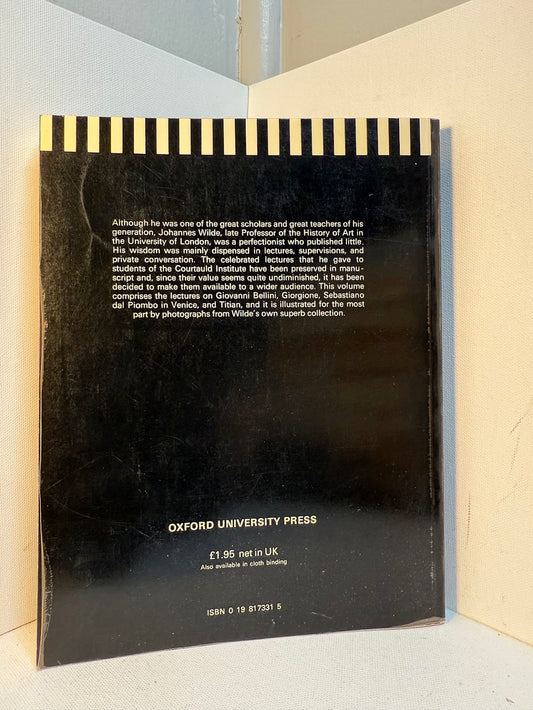 Although he was one of the great scholars and great teachers of his
generation, Johannes Wilde, late Professor of the History of Art in
the University of London, was a perfectionist who published little.
His wisdom was mainly dispensed in lectures, supervisions, and
private conversation. The celebrated lectures that he gave to
students of the Courtauld Institute have been preserved in manu-
script and, since their value seems quite undiminished, it has been
decided to make them available to a wider audience. This volume
comprises the lectures on Giovanni Bellini, Giorgione, Sebastiano
dal Piombo in Venice, and Titian, and it is illustrated for the most
part by photographs from Wilde's own superb collection.
OXFORD UNIVERSITY PRESS
£1.95 net in UK
Also available in cloth binding
ISBN 0 19 817331 5